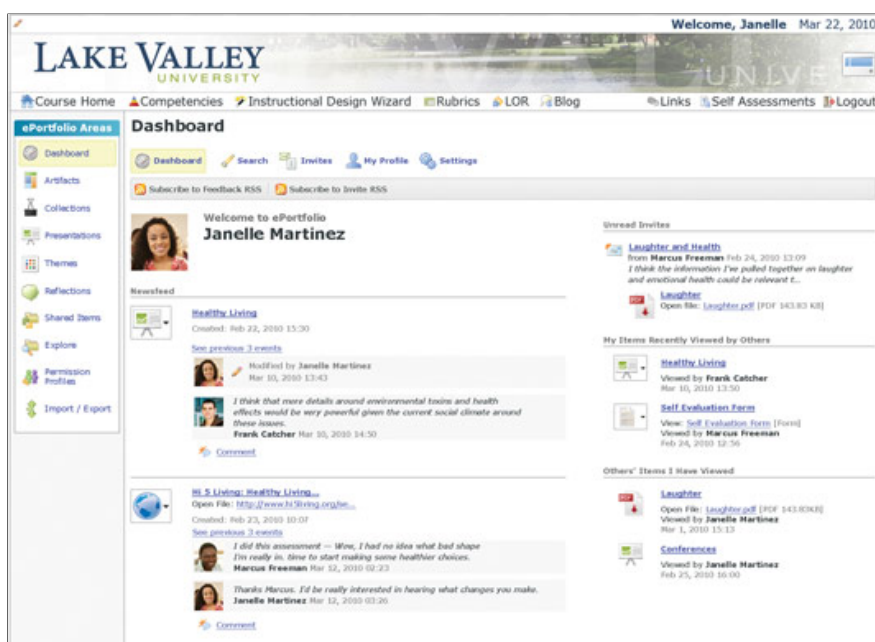 Welcome, Janelle Mar 22, 2010
LAKE VALLEY
UNIVERSITY
UNIVE
Course Home Competencies Instructional Design Wizard Rubrics LOR Blog Links Self Assessments Logout
ePortfolio Areas
Dashboard
Artifacts
Collections
Presentations
Themes
Reflections
Shared Items
Explore
Permission
Profiles
Import / Export
Dashboard
Dashboard Search Invites My Profile Settings
Subscribe to Feedback RSS Subscribe to Invite RSS
Welcome to ePortfolio
Janelle Martinez
Newsfeed
Healthy Living
Created: Feb 22, 2010 15:30
See previous 3 events
Modified by Janelle Martinez
Mar 10, 2010 13:43
I think that more details around environmental toxins and health
effects would be very powerful given the current social climate around
these issues.
Frank Catcher Mar 10, 2010 14:50
Comment
Hi 5 Living: Healthy Living...
Open File: http://www.hi5living.org/se...
Created: Feb 23, 2010 10:07
See previous 3 events
I did this assessment — Wow, I had no idea what bad shape
I'm really in. time to start making some healthier choices.
Marcus Freeman Mar 12, 2010 02:23
Thanks Marcus. I'd be really interested in hearing what changes you make.
Janelle Martinez Mar 12, 2010 03:26
Comment
Unread Invites
Laughter and Health
from Marcus Freeman Feb 24, 2010 13:09
I think the information I've pulled together on laughter
and emotional health could be relevant t...
Laughter
Open file: Laughter.pdf [PDF 143.83 KB]
My Items Recently Viewed by Others
Healthy Living
Viewed by Frank Catcher
Mar 10, 2010 13:50
Self Evaluation Form
View: Self Evaluation Form [Form]
Viewed by Marcus Freeman
Feb 24, 2010 12:56
Others' Items I Have Viewed
Laughter
Open File: Laughter.pdf [PDF 143.83KB]
Viewed by Janelle Martinez
Mar 1, 2010 15:13
Conferences
Viewed by Janelle Martinez
Feb 25, 2010 16:00